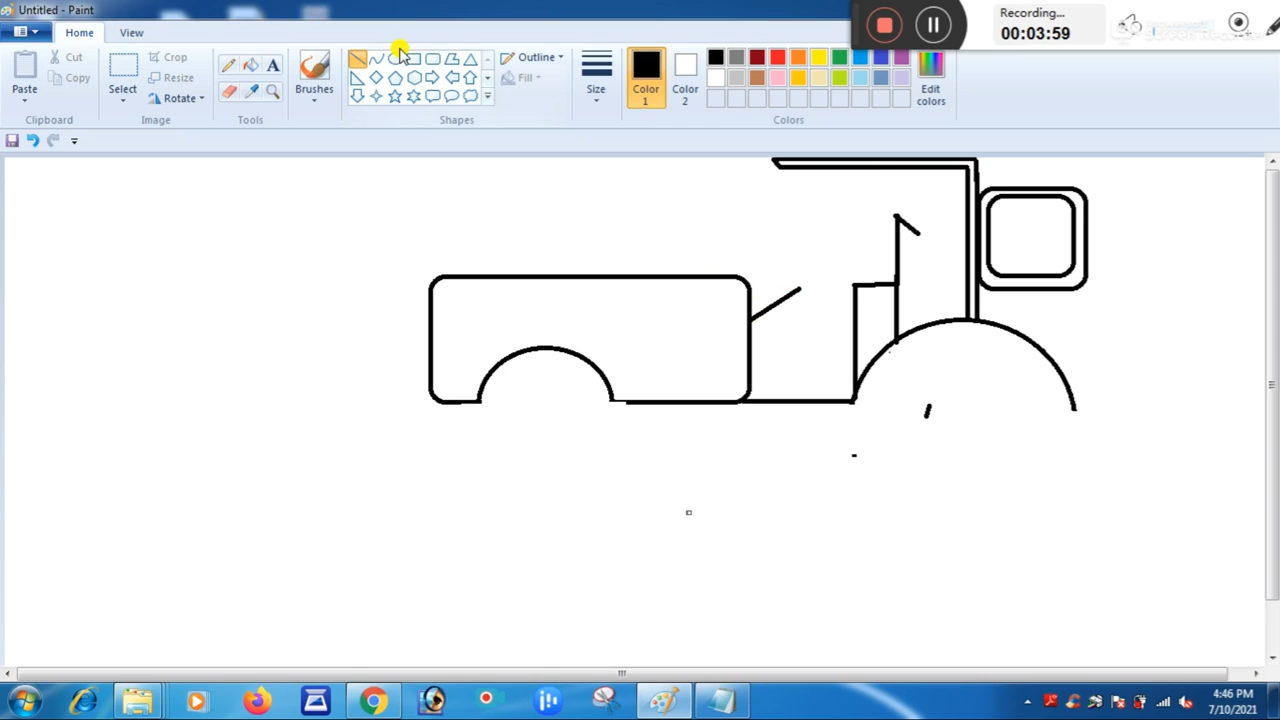 Untitled - Paint
Recording...
00:03:59
Home
View
Paste
Cut
Copy
Clipboard
Select
Crop
Resize
Rotate
Image
Tools
Brushes
Shapes
Outline
Fill
Size
Color 1
Color 2
Edit colors
Colors
4:46 PM
7/10/2021